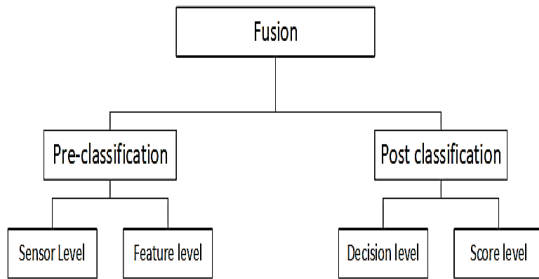 Fusion
Pre-classification
Post classification
Sensor Level
Feature level
Decision level
Score level